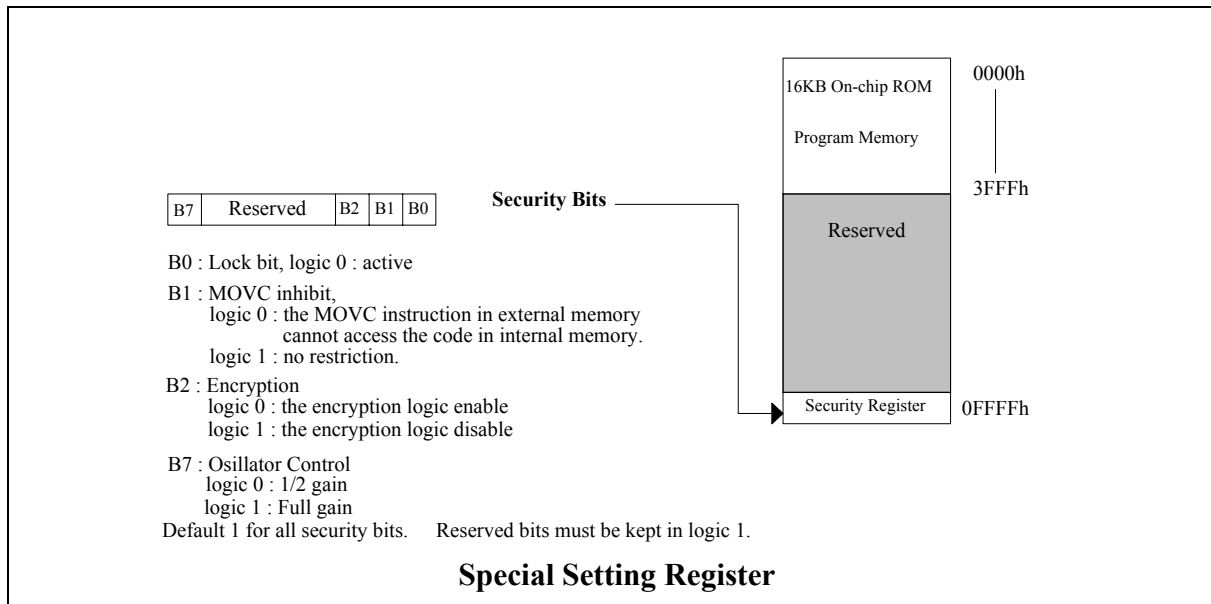 16KB On-chip ROM
Program Memory
0000h
3FFFh
B7 Reserved B2 B1 B0
Security Bits
Reserved
B0 : Lock bit, logic 0 : active
B1 : MOVC inhibit,
logic 0 : the MOVC instruction in external memory
cannot access the code in internal memory.
logic 1 : no restriction.
B2 : Encryption
logic 0 : the encryption logic enable
logic 1 : the encryption logic disable
Security Register
0FFFFh
B7 : Osillator Control
logic 0 : 1/2 gain
logic 1 : Full gain
Default 1 for all security bits. Reserved bits must be kept in logic 1.
Special Setting Register